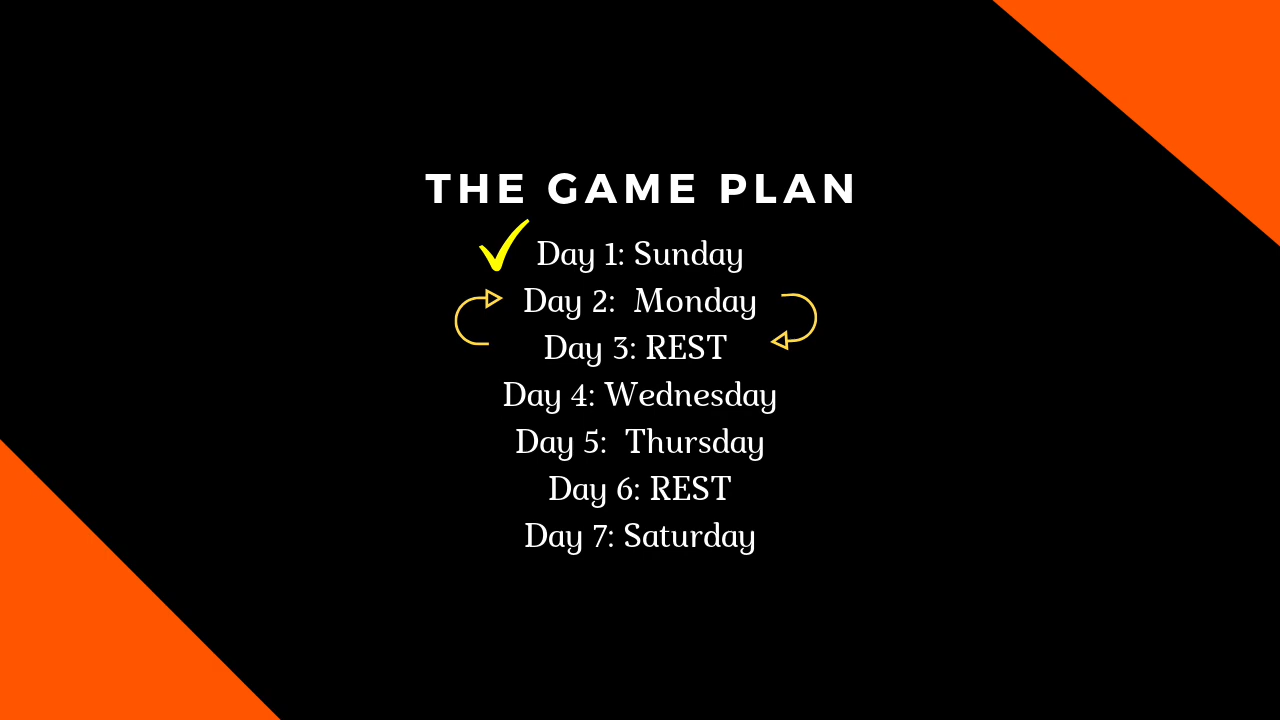 THE GAME PLAN
Day 1: Sunday
Day 2: Monday
Day 3: REST
Day 4: Wednesday
Day 5: Thursday
Day 6: REST
Day 7: Saturday